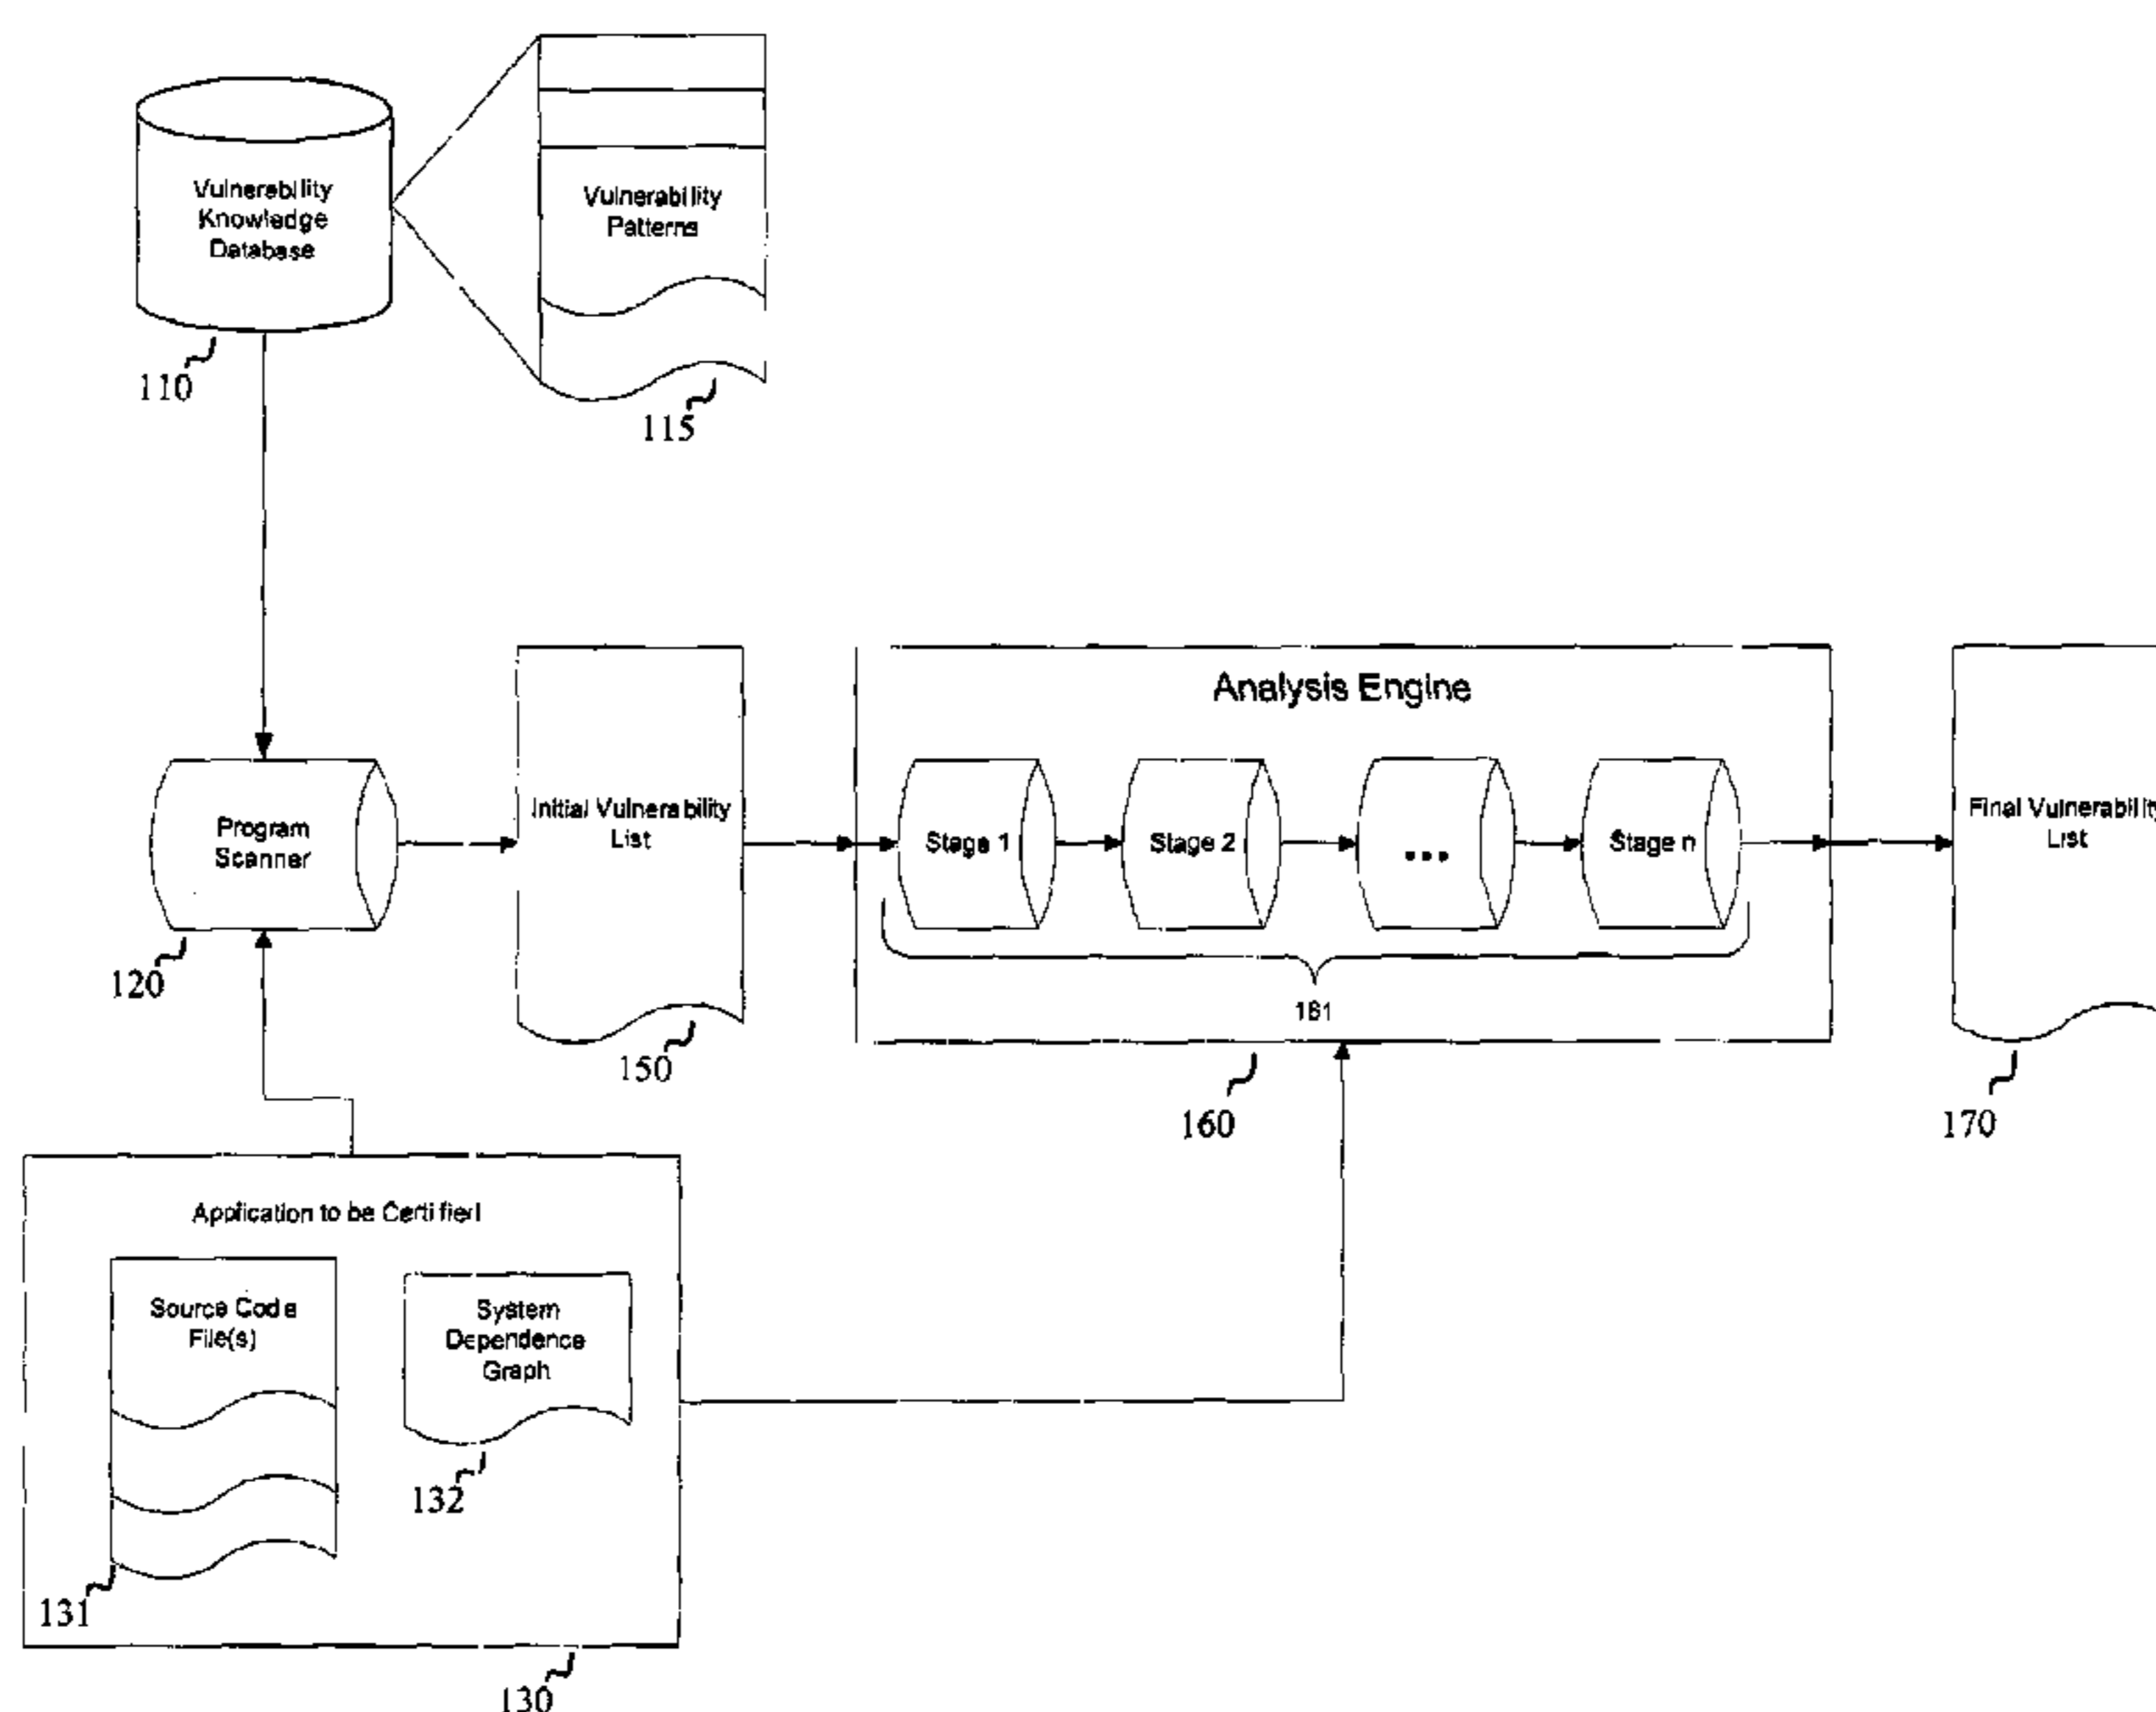 Vulnerability
Knowledge
Database
Vulnerability
Patterns
110
115
Analysis Engine
Program
Scanner
Initial Vulnerability
List
Stage 1
Stage 2
...
Stage n
Final Vulnerability
List
120
150
161
160
170
Application to be Certified
Source Code
File(s)
System
Dependence
Graph
132
131
130